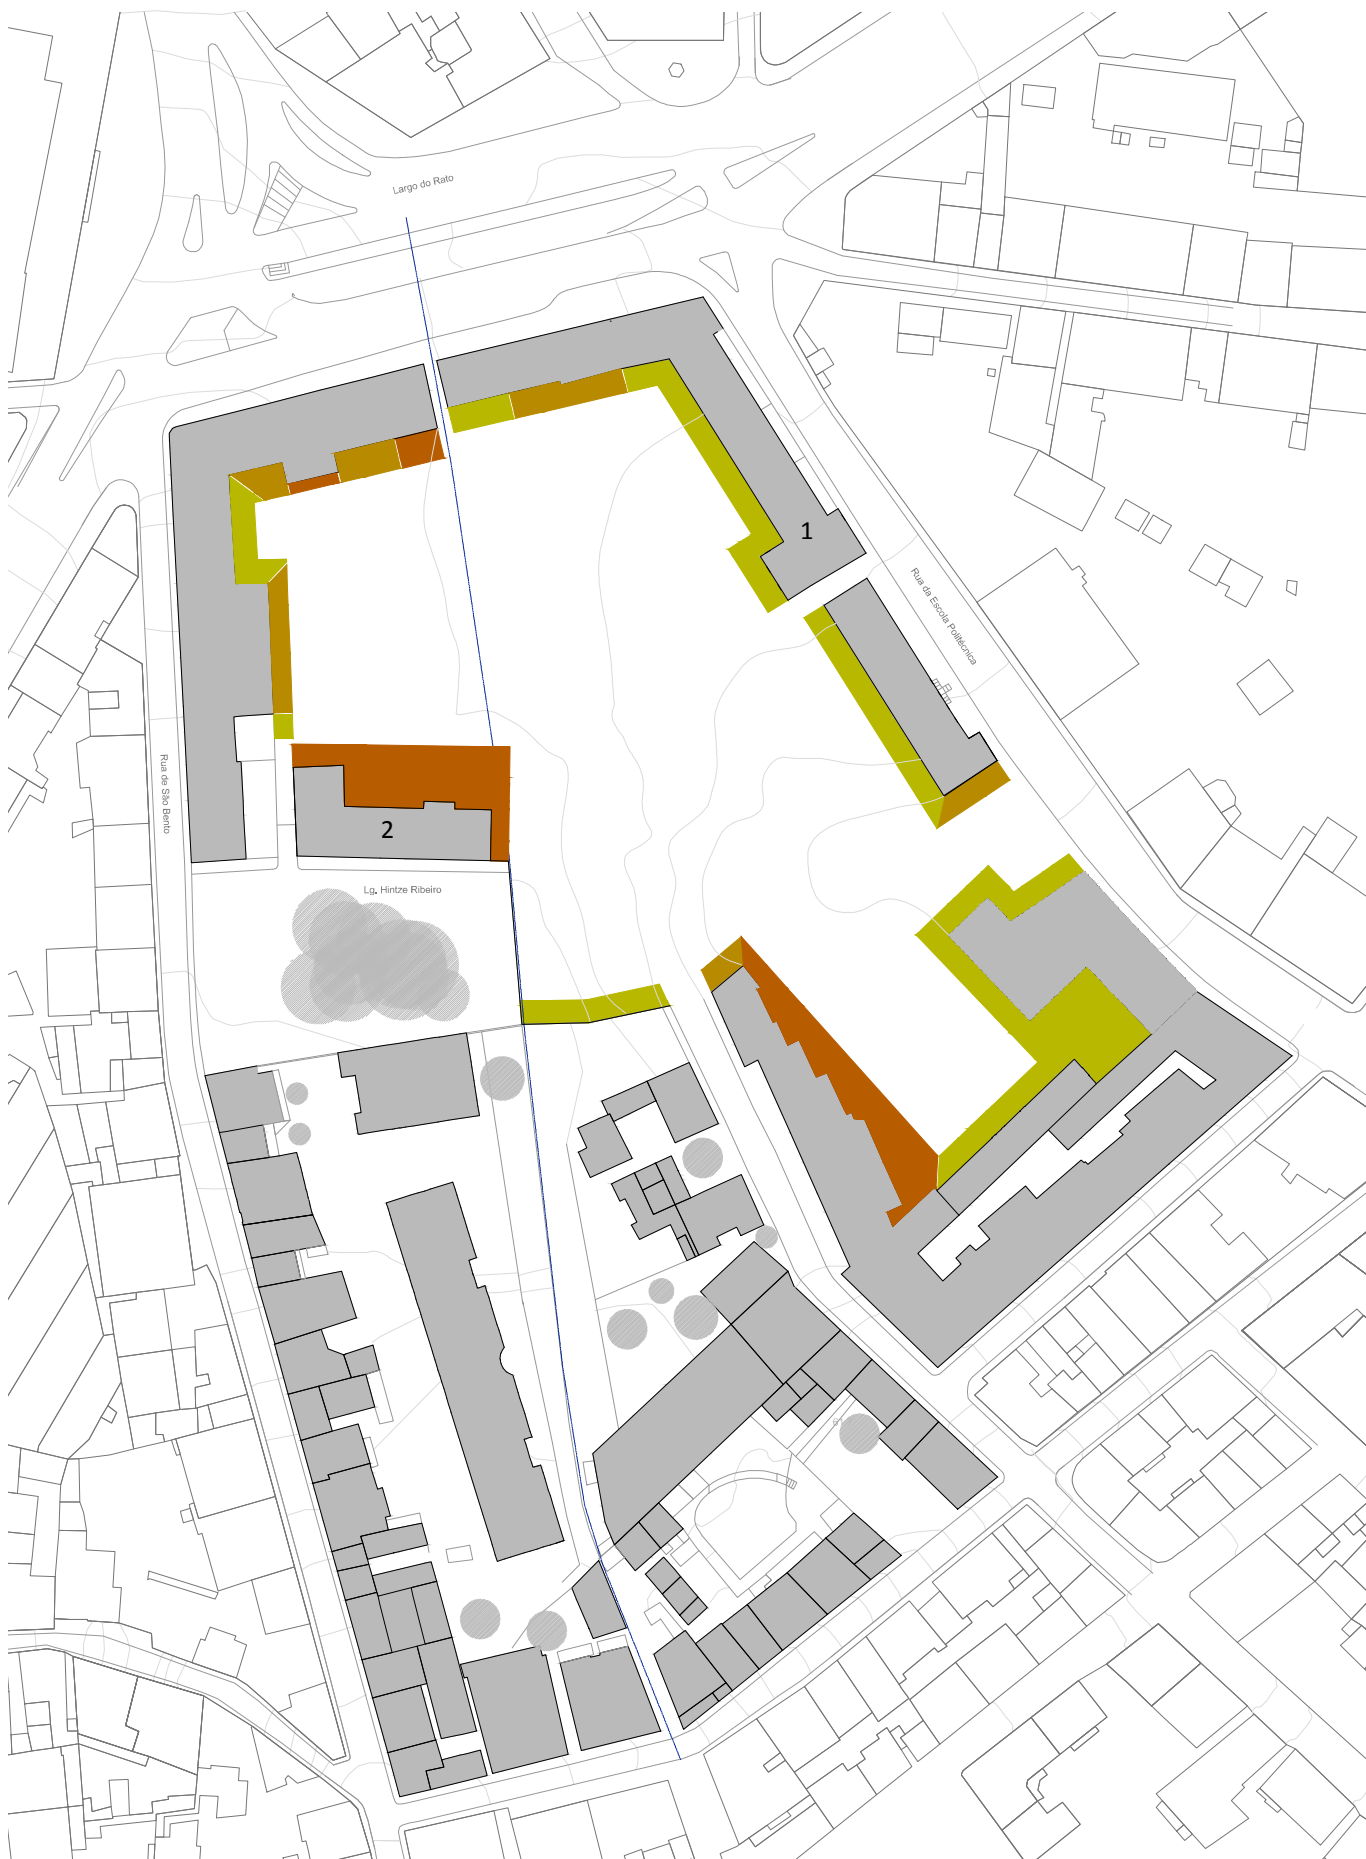 Largo do Rato
1
Rua da Escola Politécnica
Rua de São Bento
2
Lg. Hintze Ribeiro